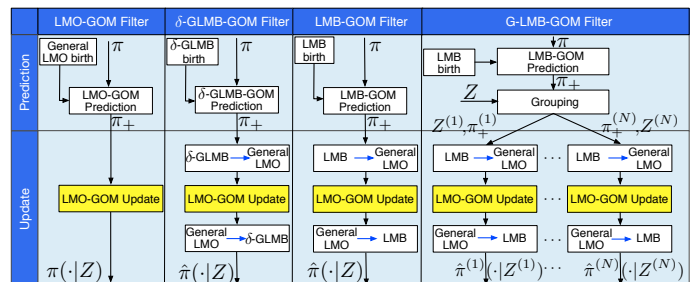 LMO-GOM Filter
δ-GLMB-GOM Filter
LMB-GOM Filter
G-LMB-GOM Filter
Prediction
General
LMO birth
π
LMO-GOM
Prediction
π₊
δ-GLMB
birth
π
δ-GLMB-GOM
Prediction
LMB
birth
π
LMB-GOM
Prediction
LMB
birth
π
LMB-GOM
Prediction
π₊
Z
Grouping
Z⁽¹⁾,π₊⁽¹⁾
π₊⁽ᴺ⁾,Z⁽ᴺ⁾
Update
LMO-GOM Update
π(·|Z)
δ-GLMB → General
LMO
LMO-GOM Update
General
LMO → δ-GLMB
π̂(·|Z)
LMB → General
LMO
LMO-GOM Update
General
LMO → LMB
π̂(·|Z)
LMB → General
LMO
···
LMB → General
LMO
LMO-GOM Update
···
LMO-GOM Update
General
LMO → LMB
···
General
LMO → LMB
π̂⁽¹⁾(·|Z⁽¹⁾)
···
π̂⁽ᴺ⁾(·|Z⁽ᴺ⁾)